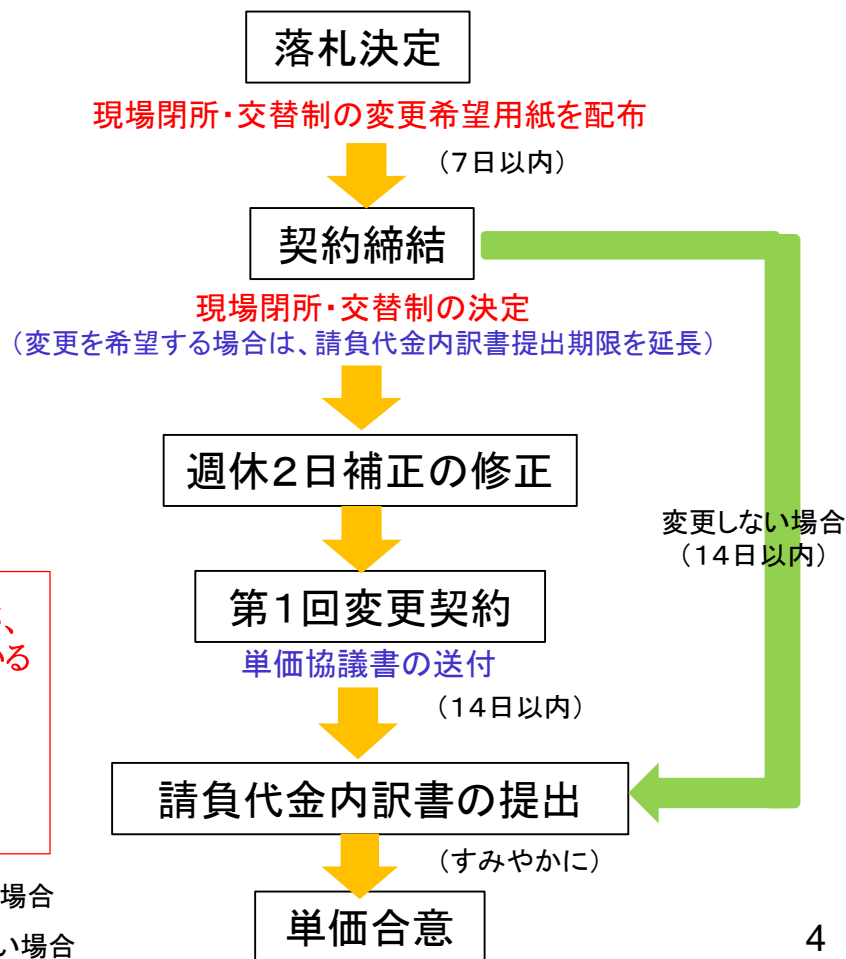 落札決定
現場閉所・交替制の変更希望用紙を配布
（７日以内）
契約締結
現場閉所・交替制の決定
（変更を希望する場合は、請負代金内訳書提出期限を延長）
週休２日補正の修正
変更しない場合
（１４日以内）
第１回変更契約
単価協議書の送付
（１４日以内）
請負代金内訳書の提出
（すみやかに）
単価合意
、
る
場合
い場合
4